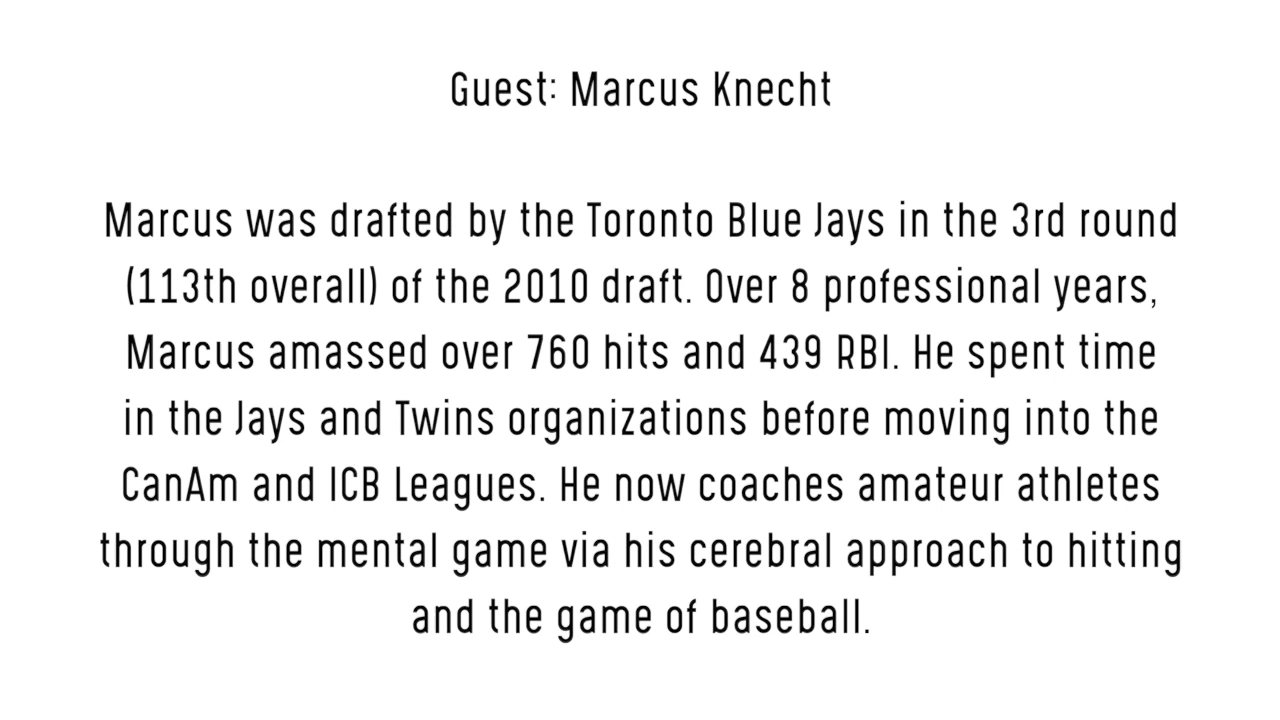 Guest: Marcus Knecht
Marcus was drafted by the Toronto Blue Jays in the 3rd round
(113th overall) of the 2010 draft. Over 8 professional years,
Marcus amassed over 760 hits and 439 RBI. He spent time
in the Jays and Twins organizations before moving into the
CanAm and ICB Leagues. He now coaches amateur athletes
through the mental game via his cerebral approach to hitting
and the game of baseball.